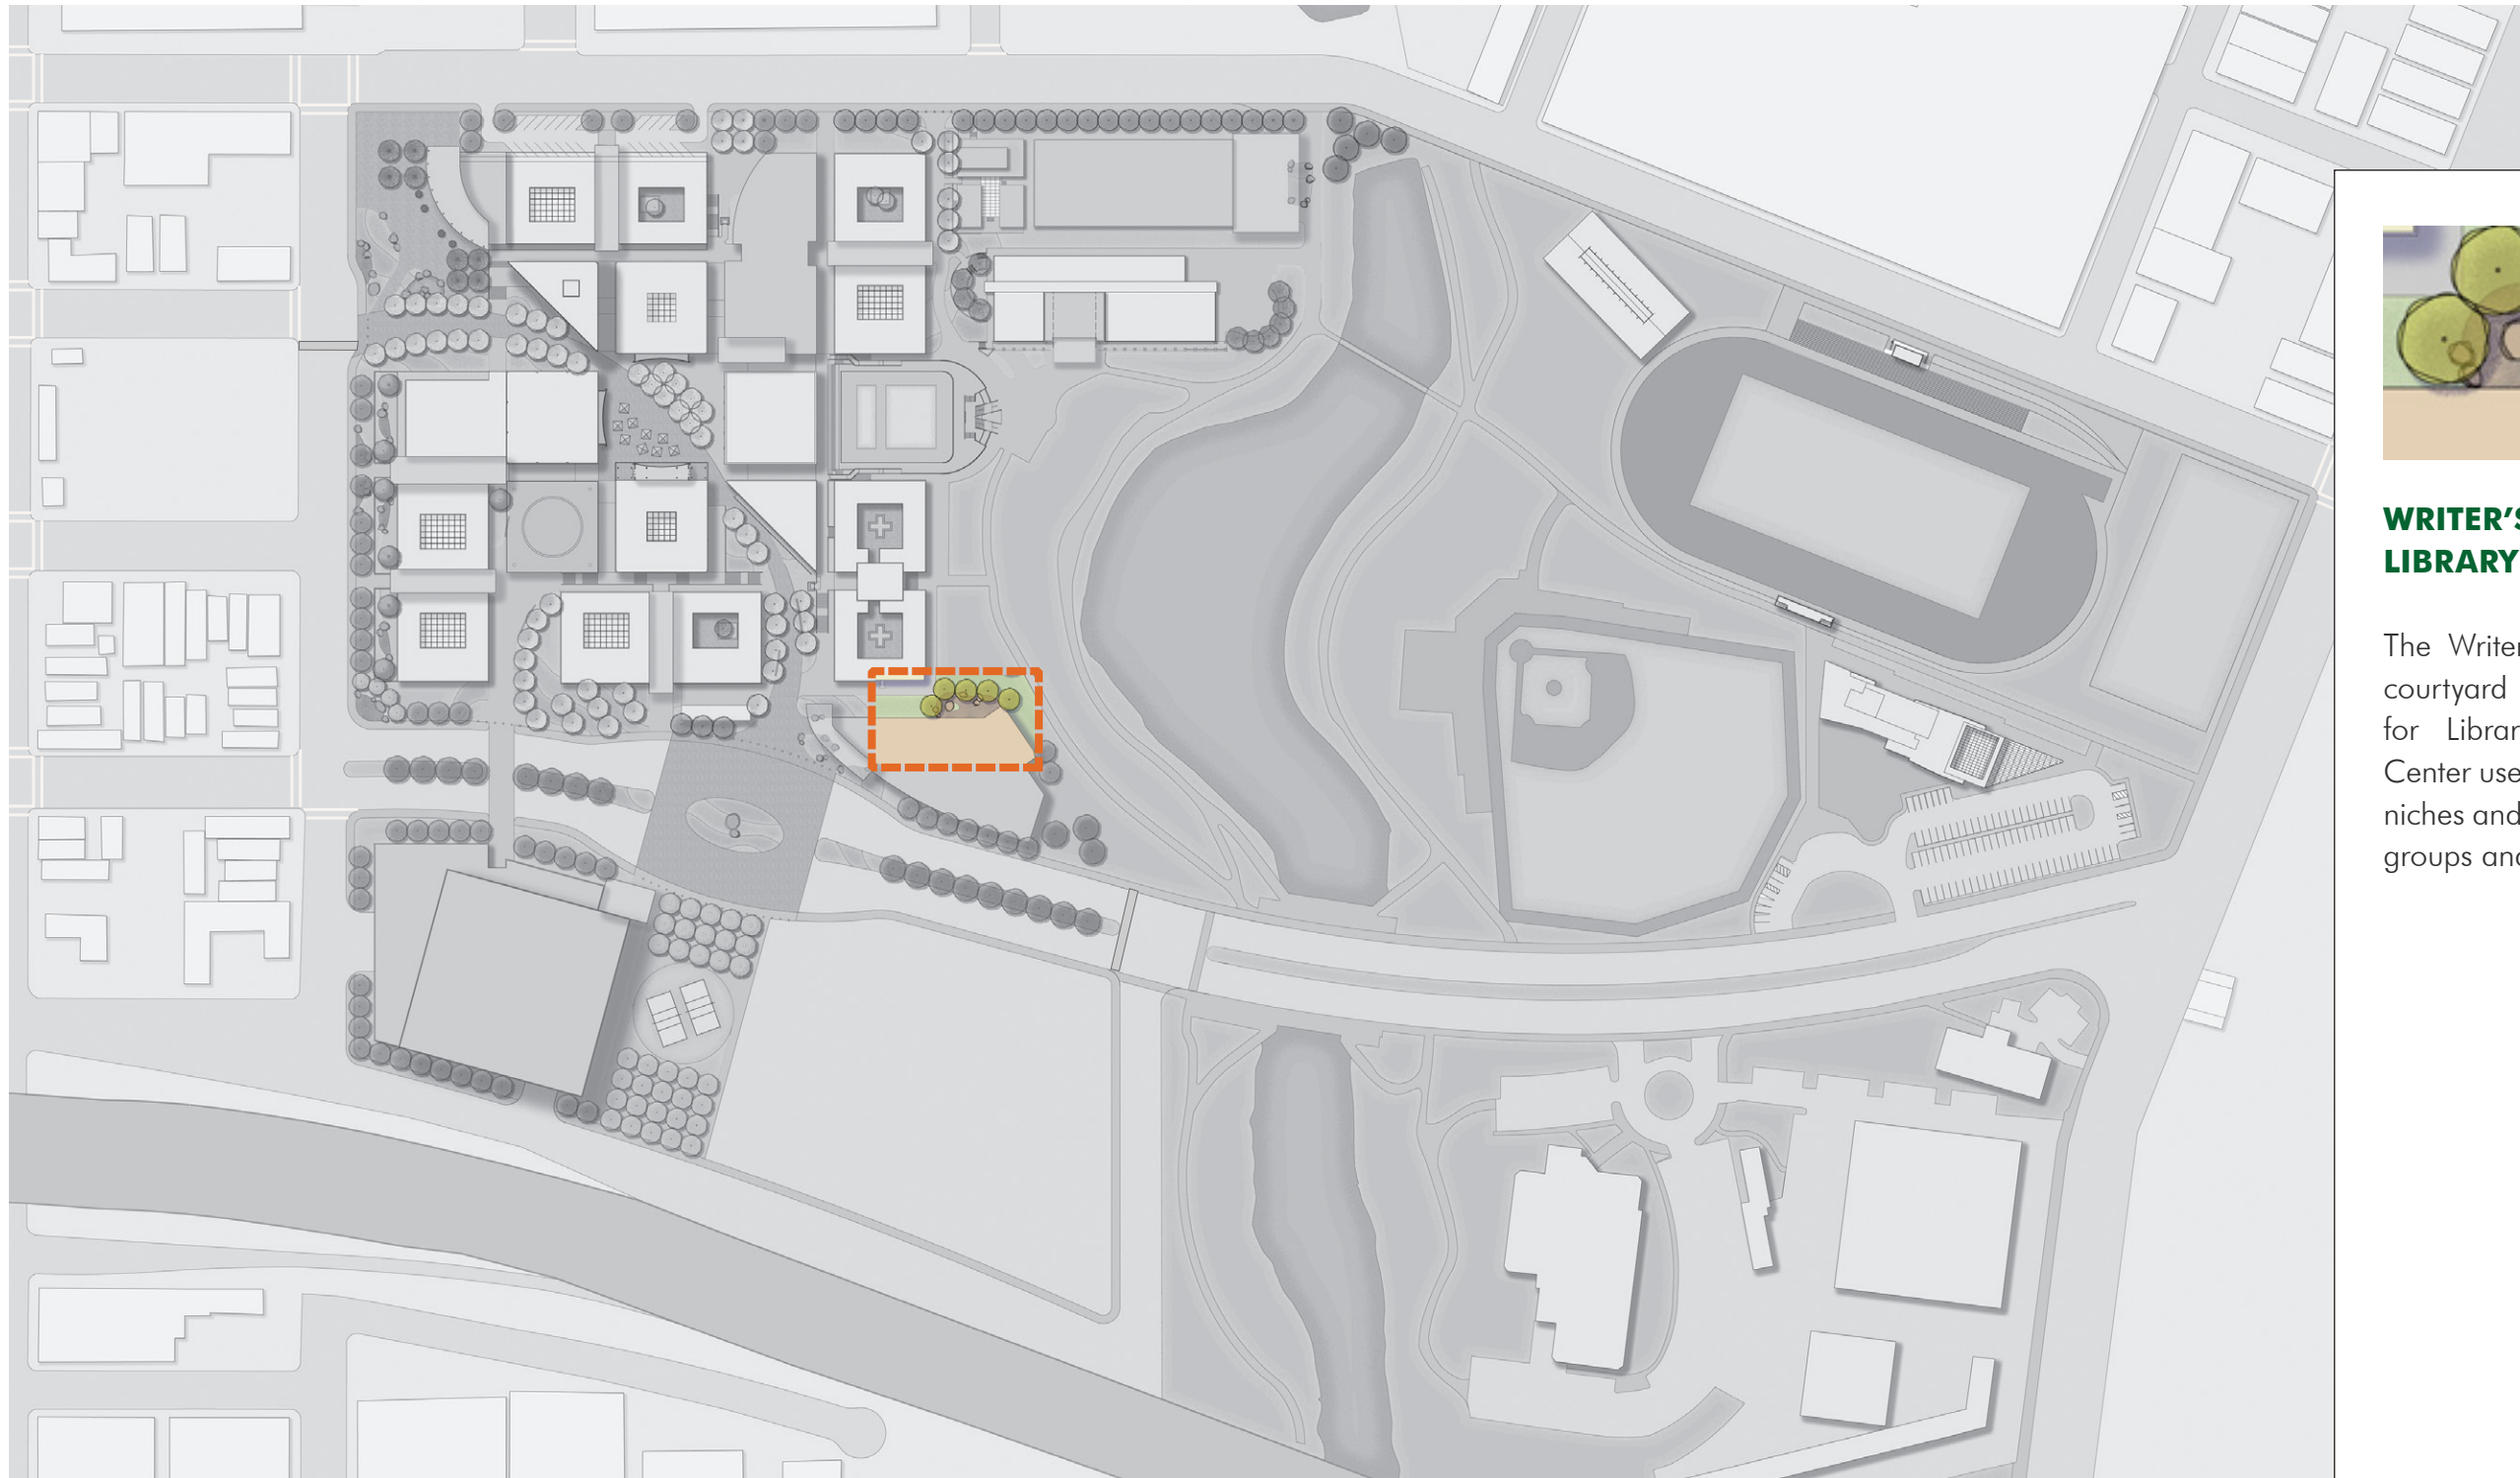 WRITER'S
LIBRARY
The Writer
courtyard
for Librar
Center use
niches and
groups and